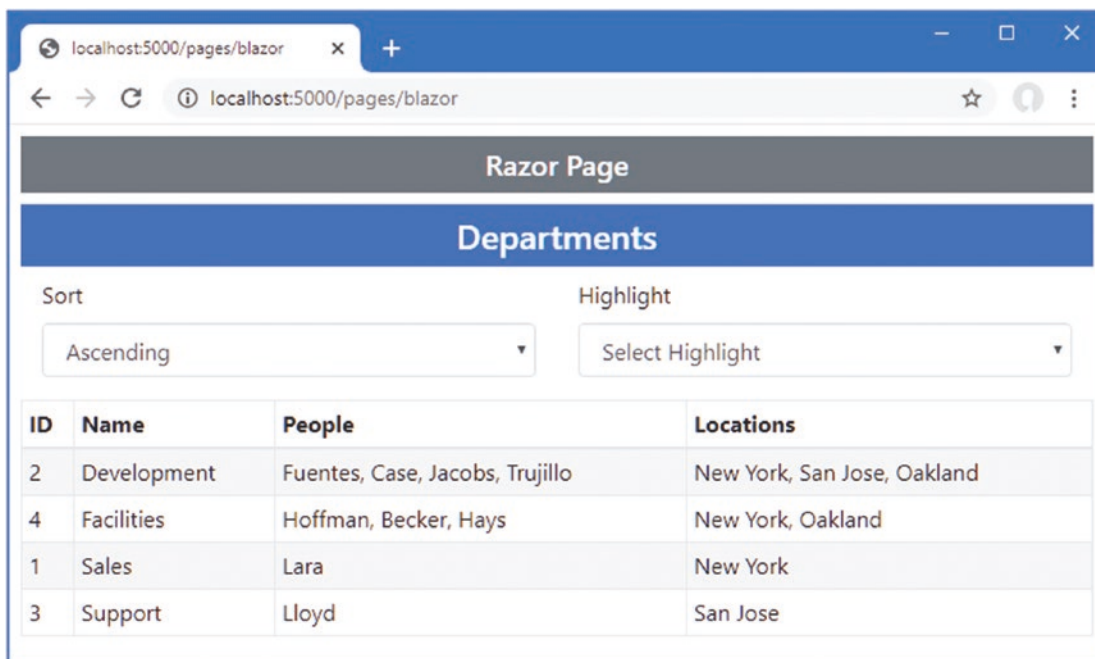 localhost:5000/pages/blazor
localhost:5000/pages/blazor
Razor Page
Departments
Sort Highlight
Ascending Select Highlight
ID Name People Locations
2 Development Fuentes, Case, Jacobs, Trujillo New York, San Jose, Oakland
4 Facilities Hoffman, Becker, Hays New York, Oakland
1 Sales Lara New York
3 Support Lloyd San Jose